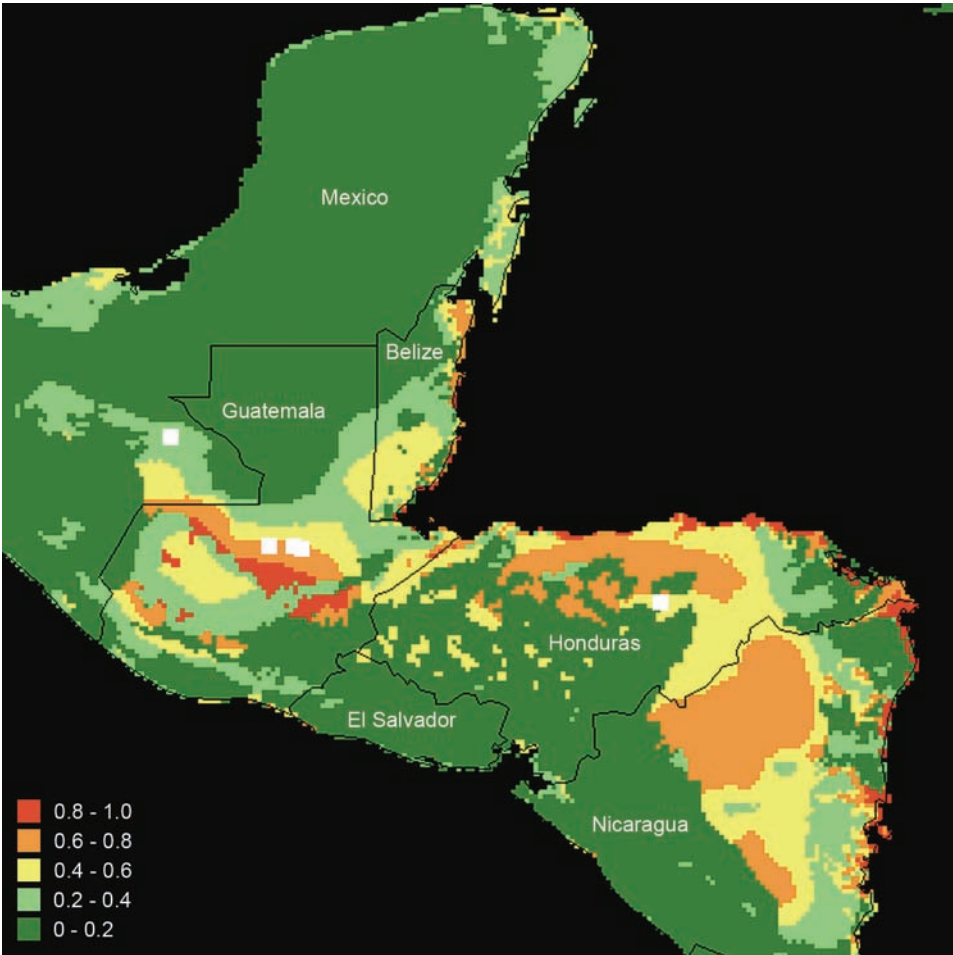 Mexico
Belize
Guatemala
Honduras
El Salvador
Nicaragua
0.8 - 1.0
0.6 - 0.8
0.4 - 0.6
0.2 - 0.4
0 - 0.2